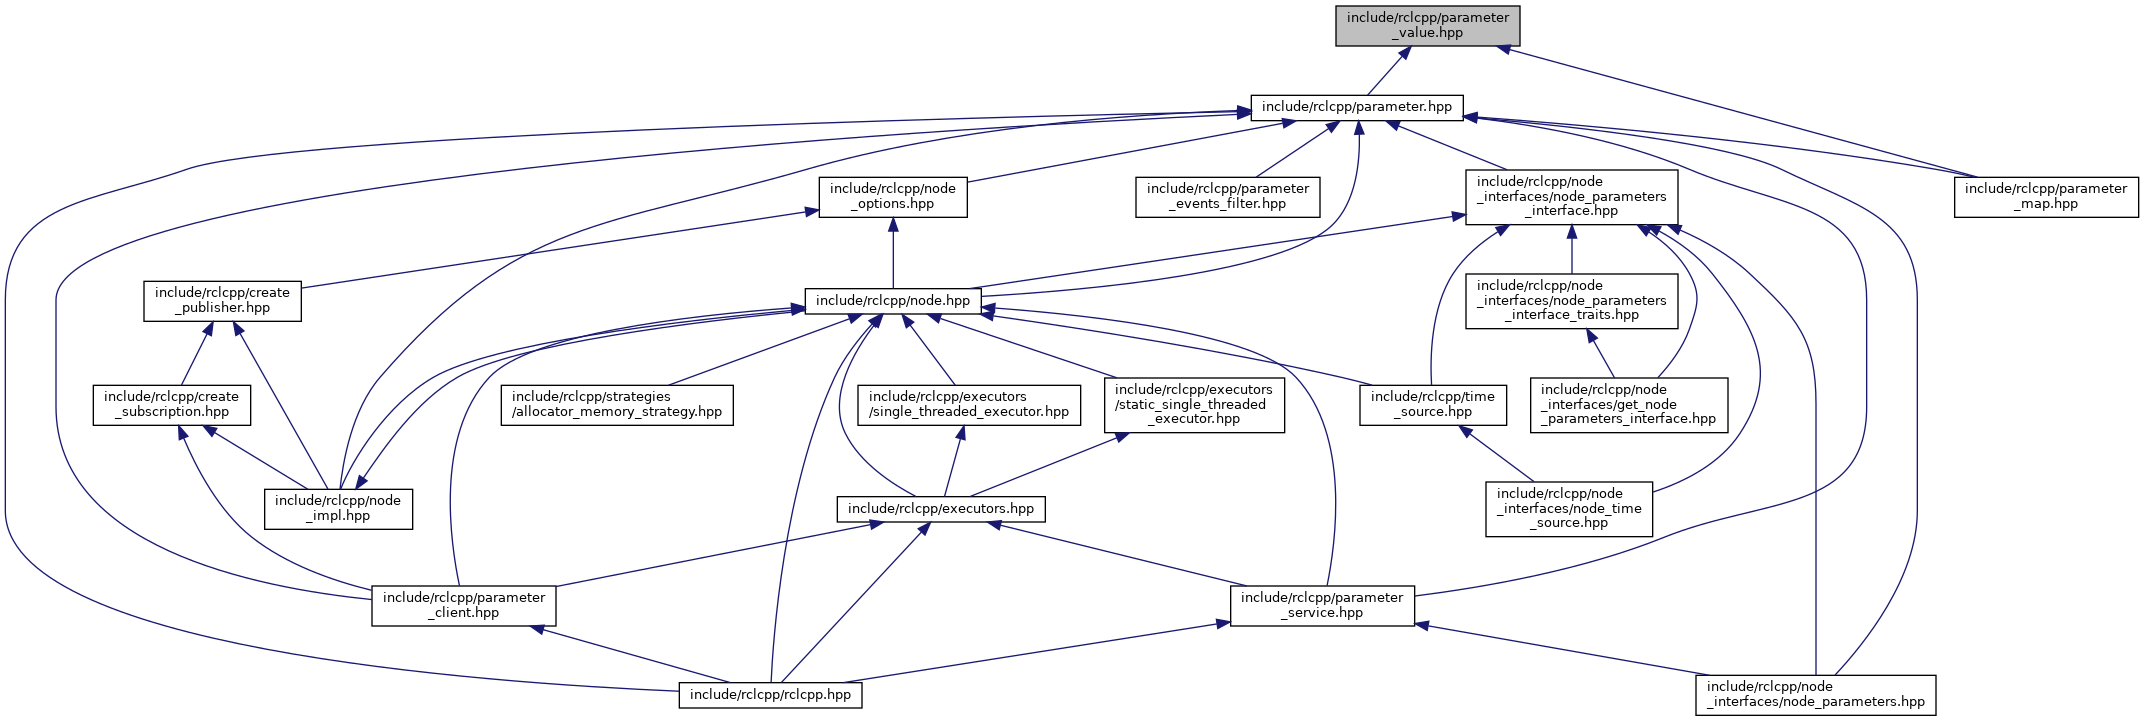 include/rclcpp/parameter
_value.hpp
include/rclcpp/parameter.hpp
include/rclcpp/node
_options.hpp
include/rclcpp/parameter
_events_filter.hpp
include/rclcpp/node
_interfaces/node_parameters
_interface.hpp
include/rclcpp/parameter
_map.hpp
include/rclcpp/create
_publisher.hpp
include/rclcpp/node.hpp
include/rclcpp/node
_interfaces/node_parameters
_interface_traits.hpp
include/rclcpp/create
_subscription.hpp
include/rclcpp/strategies
/allocator_memory_strategy.hpp
include/rclcpp/executors
/single_threaded_executor.hpp
include/rclcpp/executors
/static_single_threaded
_executor.hpp
include/rclcpp/time
_source.hpp
include/rclcpp/node
_interfaces/get_node
_parameters_interface.hpp
include/rclcpp/node
_impl.hpp
include/rclcpp/executors.hpp
include/rclcpp/node
_interfaces/node_time
_source.hpp
include/rclcpp/parameter
_client.hpp
include/rclcpp/parameter
_service.hpp
include/rclcpp/rclcpp.hpp
include/rclcpp/node
_interfaces/node_parameters.hpp